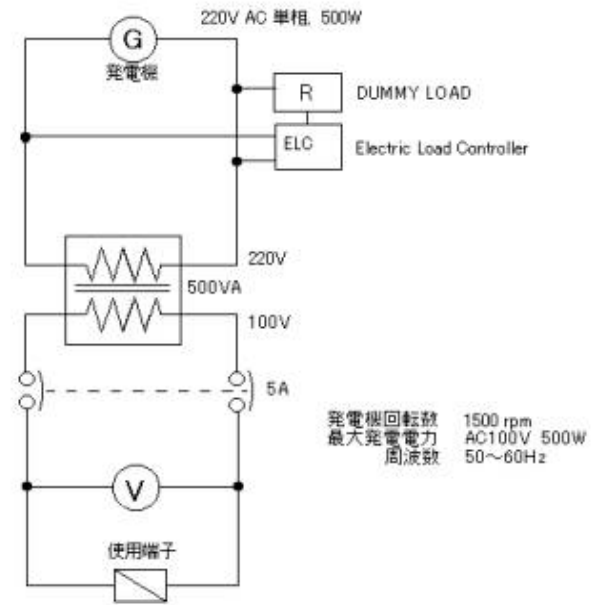 220V AC 単相, 500W
G
発電機
R
DUMMY LOAD
ELC
Electric Load Controller
220V
500VA
100V
5A
発電機回転数 1500 rpm
最大発電電力 AC100V 500W
周波数 50～60Hz
V
使用端子